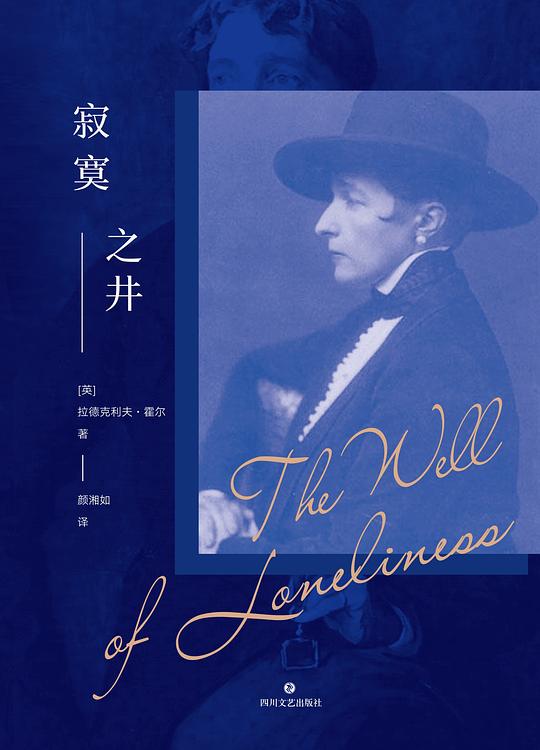 寂寞
之井
[英]
拉德克利夫·霍尔
著
颜湘如
译
The Well
of Loneliness
四川文艺出版社